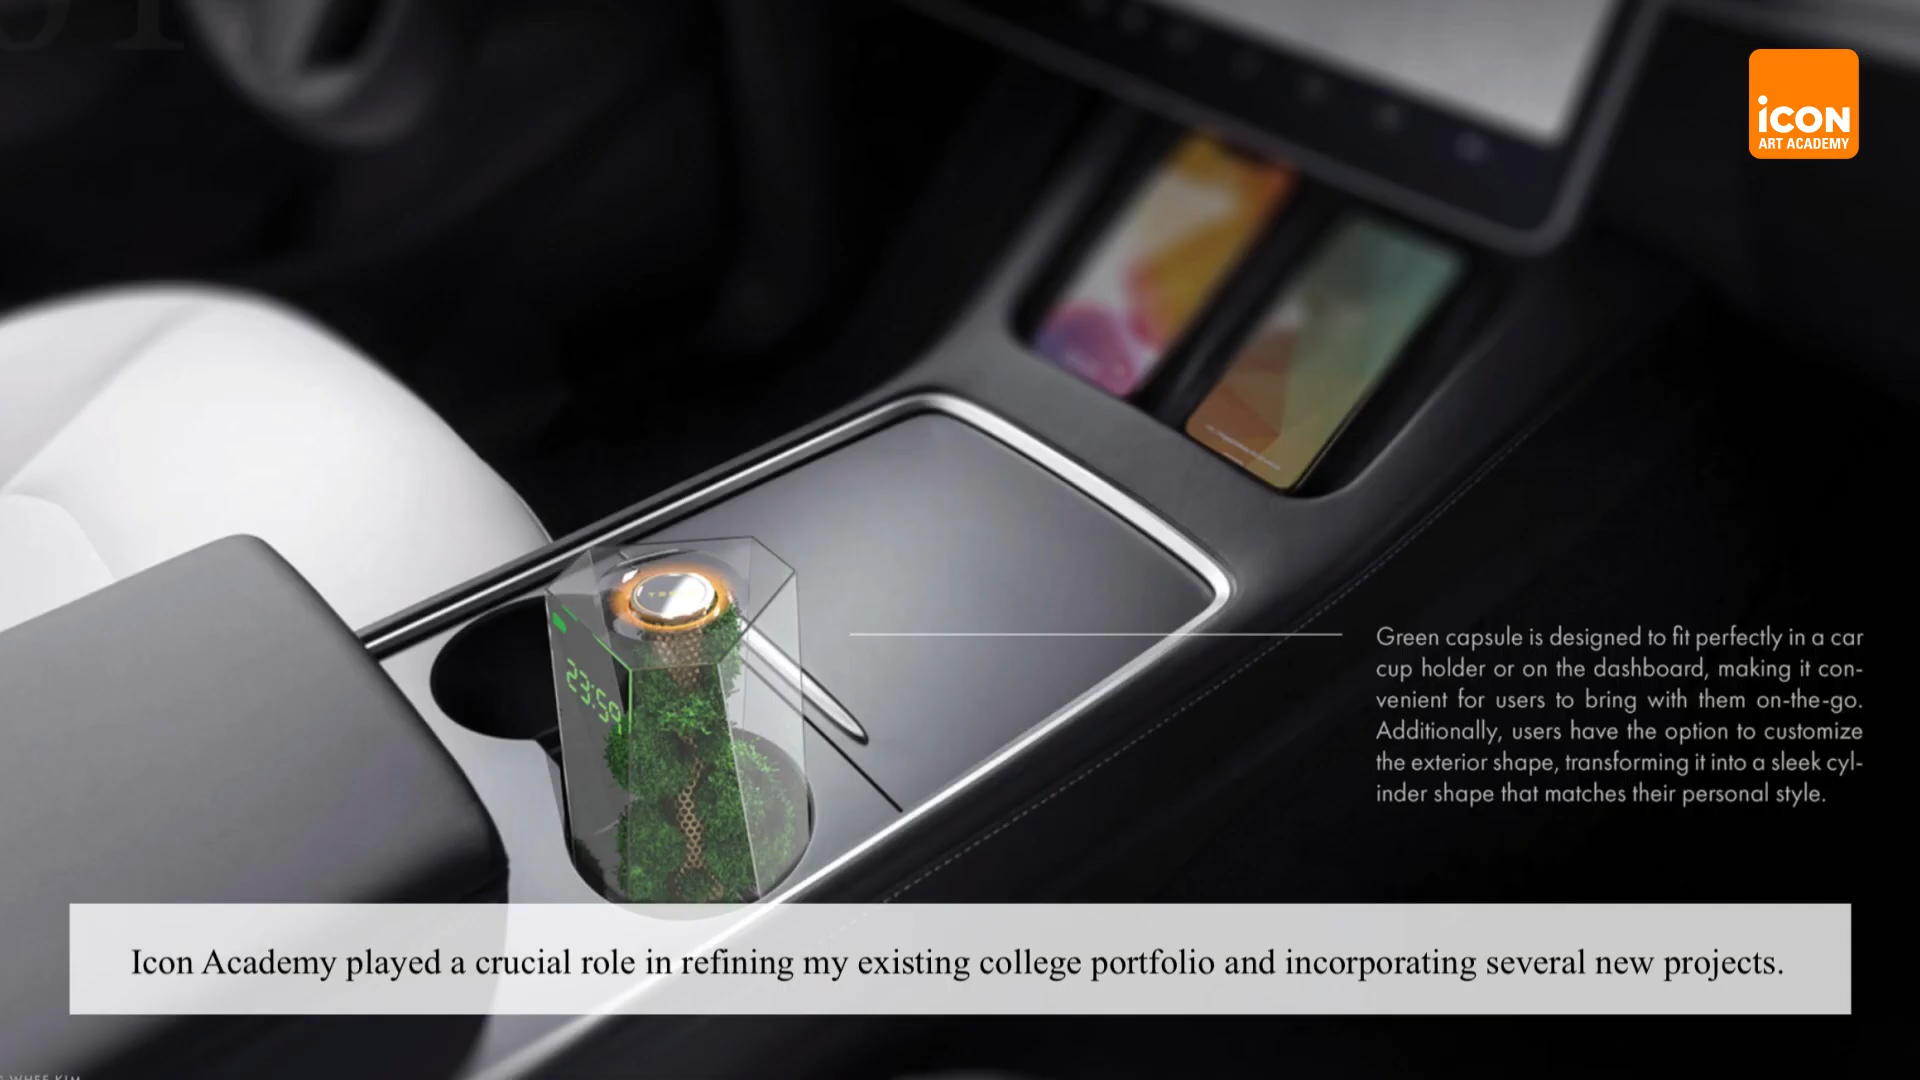 iCON
ART ACADEMY
23:59
Green capsule is designed to fit perfectly in a car
cup holder or on the dashboard, making it con-
venient for users to bring with them on-the-go.
Additionally, users have the option to customize
the exterior shape, transforming it into a sleek cyl-
inder shape that matches their personal style.
Icon Academy played a crucial role in refining my existing college portfolio and incorporating several new projects.